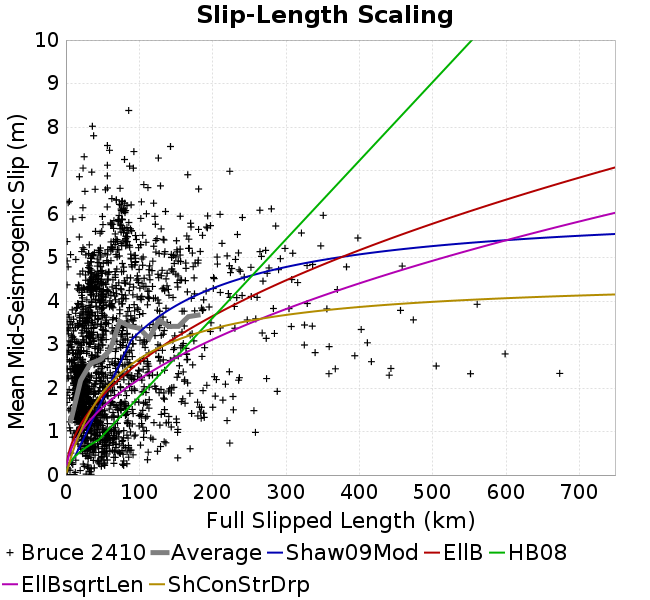 Slip-Length Scaling
10
9
8
7
6
5
4
3
2
1
0
Mean Mid-Seismogenic Slip (m)
0 100 200 300 400 500 600 700
Full Slipped Length (km)
Bruce 2410 Average Shaw09Mod EllB HB08
EllBsqrtLen ShConStrDrp